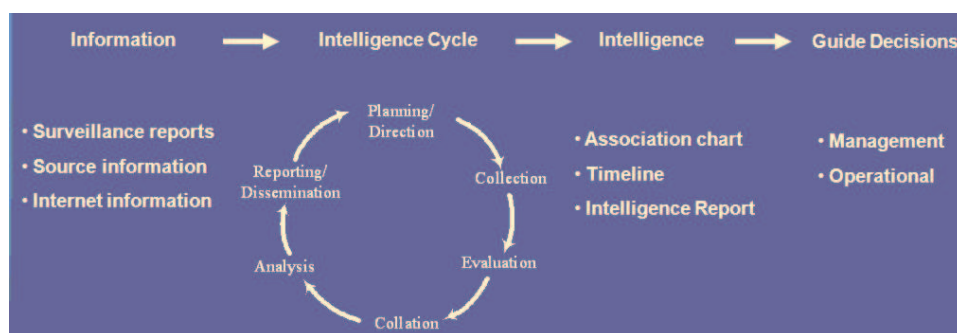 Information
Intelligence Cycle
Intelligence
Guide Decisions
• Surveillance reports
• Source information
• Internet information
Planning/
Direction
Collection
Evaluation
Collation
Analysis
Reporting/
Dissemination
• Association chart
• Timeline
• Intelligence Report
• Management
• Operational